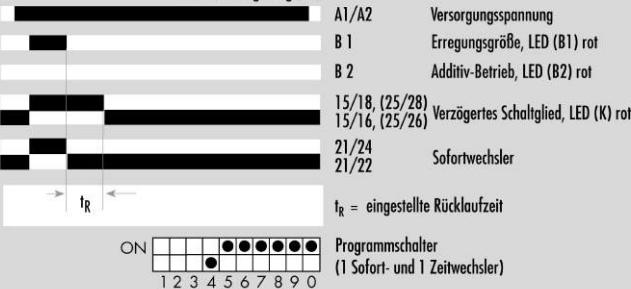 A1/A2 Versorgungsspannung
B 1 Erregungsgröße, LED (B1) rot
B 2 Additiv-Betrieb, LED (B2) rot
15/18, (25/28)
15/16, (25/26) Verzögertes Schaltglied, LED (K) rot
21/24
21/22 Sofortwechsler
tR
tR = eingestellte Rücklaufzeit
ON Programmschalter
(1 Sofort- und 1 Zeitwechsler)
1 2 3 4 5 6 7 8 9 0